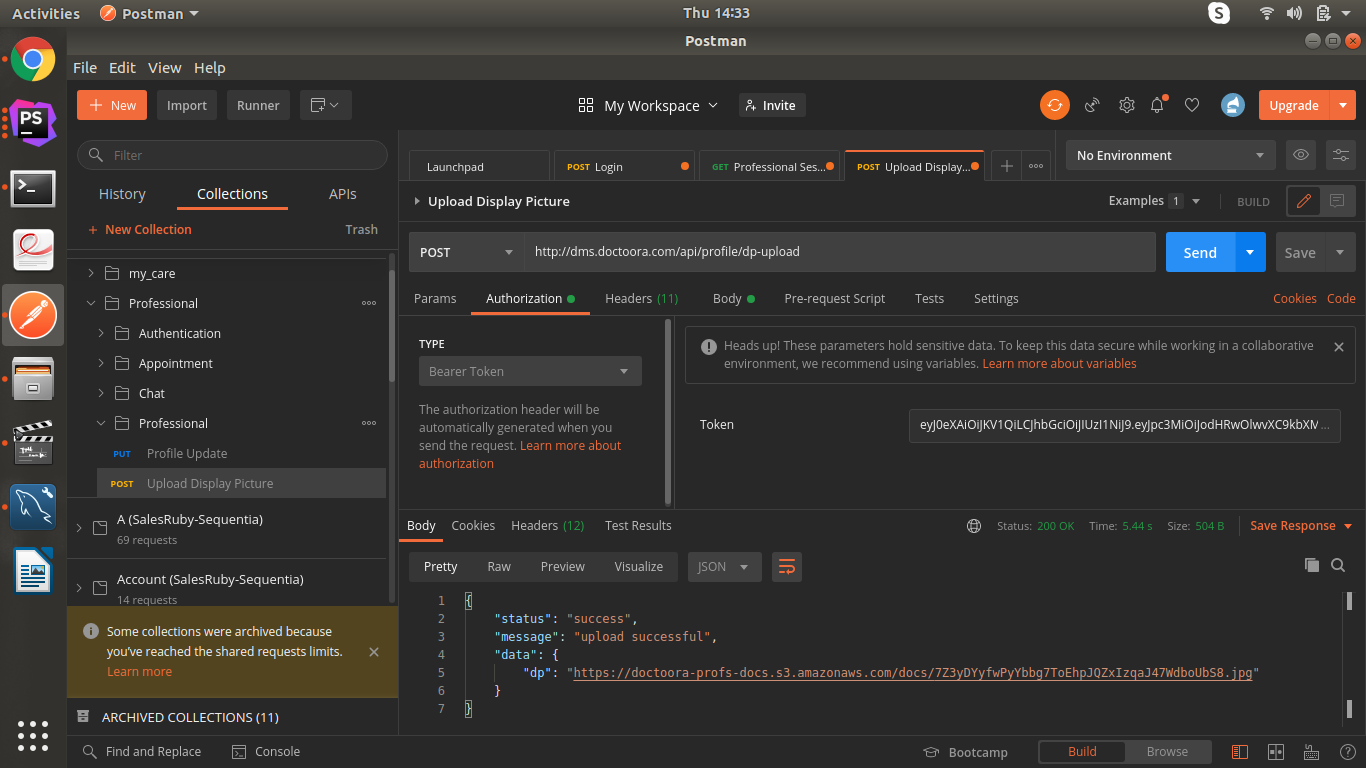 Activities
Postman
Thu 14:33
S
Postman
File Edit View Help
New
Import
Runner
My Workspace
Invite
Upgrade
PS
Filter
History
Collections
APIs
New Collection
Trash
my_care
Professional
Authentication
Appointment
Chat
Professional
PUT Profile Update
POST Upload Display Picture
A (SalesRuby-Sequentia)
69 requests
Account (SalesRuby-Sequentia)
14 requests
Some collections were archived because
you've reached the shared requests limits.
Learn more
ARCHIVED COLLECTIONS (11)
Launchpad
POST Login
GET Professional Ses...
POST Upload Display...
No Environment
Upload Display Picture
Examples 1
BUILD
POST
http://dms.doctoora.com/api/profile/dp-upload
Send
Save
Params
Authorization
Headers (11)
Body
Pre-request Script
Tests
Settings
Cookies
Code
TYPE
Bearer Token
The authorization header will be
automatically generated when you
send the request. Learn more about
authorization
Heads up! These parameters hold sensitive data. To keep this data secure while working in a collaborative
environment, we recommend using variables. Learn more about variables
Token
eyJ0eXAiOiJKV1QiLCJhbGciOiJIUzI1NiJ9.eyJpc3MiOiJodHRwOlwvXC9kbXM ...
Body
Cookies
Headers (12)
Test Results
Status: 200 OK
Time: 5.44 s
Size: 504 B
Save Response
Pretty
Raw
Preview
Visualize
JSON
1 {
2 "status": "success",
3 "message": "upload successful",
4 "data": {
5 "dp": "https://doctoora-profs-docs.s3.amazonaws.com/docs/7Z3yDYyfwPyYbbg7ToEhpJQZxIzqaJ47WdboUbS8.jpg"
6 }
7 }
Find and Replace
Console
Bootcamp
Build
Browse